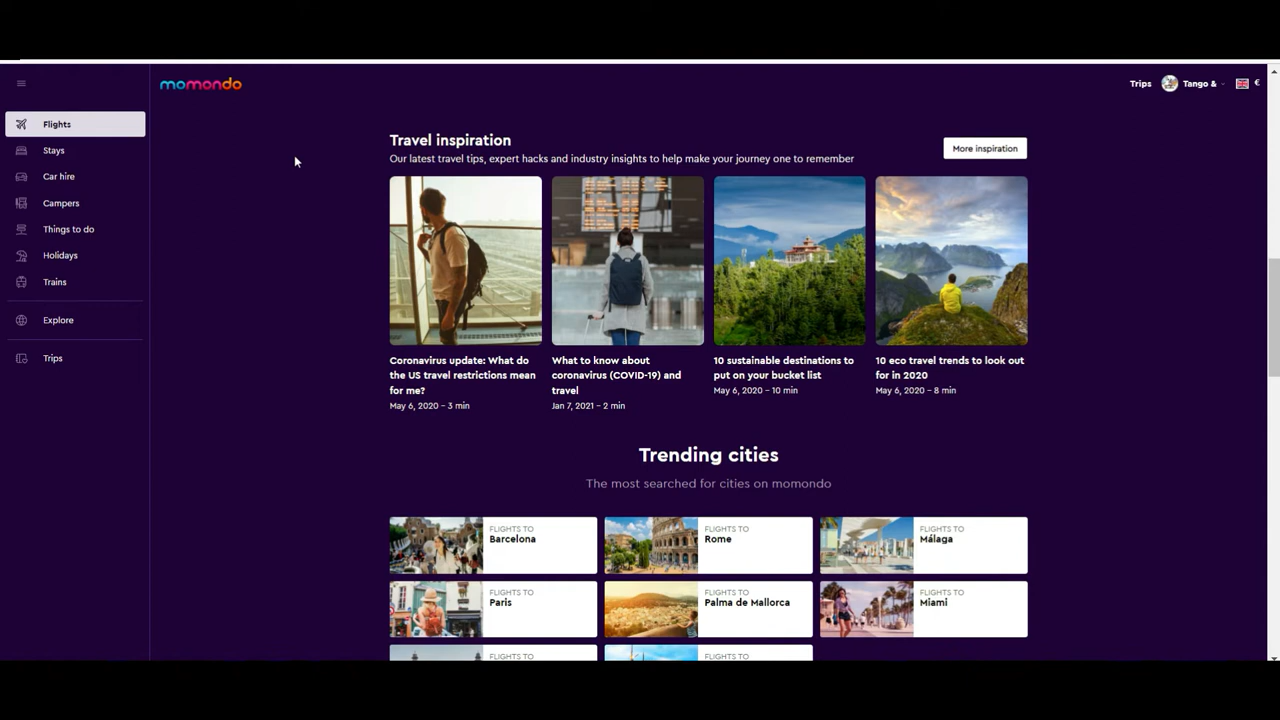 momondo
Trips
Tango &
€
Flights
Stays
Car hire
Campers
Things to do
Holidays
Trains
Explore
Trips
Travel inspiration
Our latest travel tips, expert hacks and industry insights to help make your journey one to remember
More inspiration
Coronavirus update: What do
the US travel restrictions mean
for me?
May 6, 2020 – 3 min
What to know about
coronavirus (COVID-19) and
travel
Jan 7, 2021 – 2 min
10 sustainable destinations to
put on your bucket list
May 6, 2020 – 10 min
10 eco travel trends to look out
for in 2020
May 6, 2020 – 8 min
Trending cities
The most searched for cities on momondo
FLIGHTS TO
Barcelona
FLIGHTS TO
Rome
FLIGHTS TO
Málaga
FLIGHTS TO
Paris
FLIGHTS TO
Palma de Mallorca
FLIGHTS TO
Miami
FLIGHTS TO
FLIGHTS TO